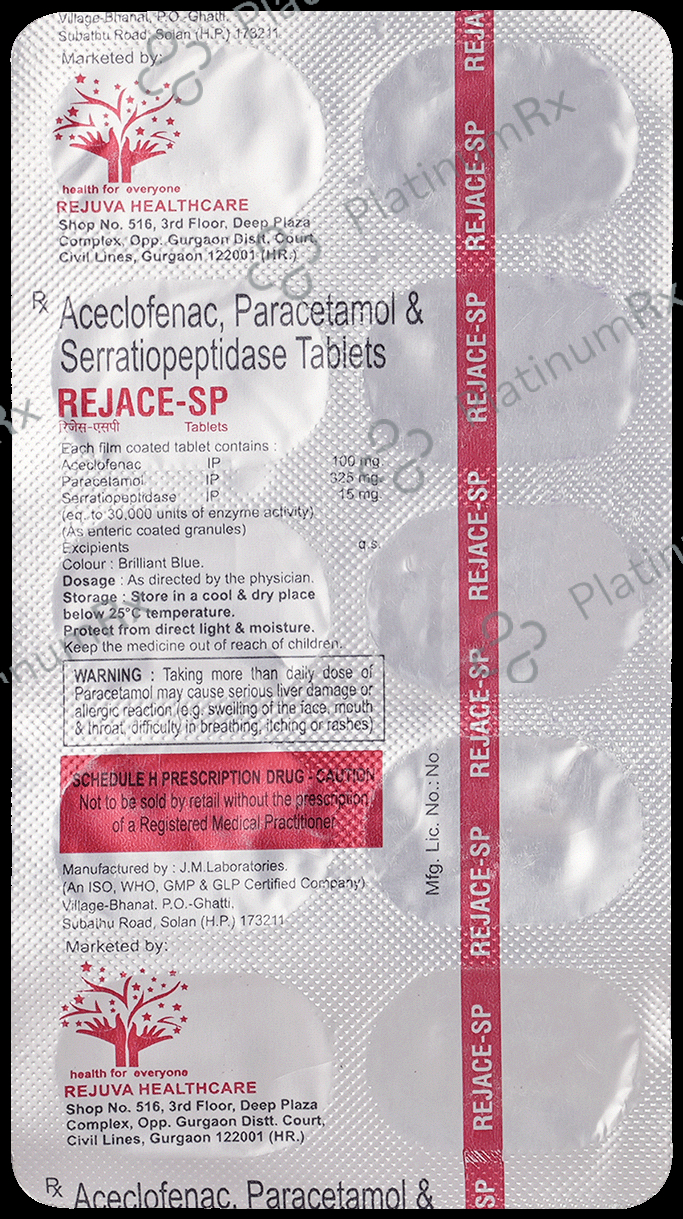 Village-Bhanat, P.O.-Ghatti,
Subathu Road, Solan (H.P.) 173211
Marketed by:
health for everyone
REJUVA HEALTHCARE
Shop No. 516, 3rd Floor, Deep Plaza
Complex, Opp. Gurgaon Distt. Court,
Civil Lines, Gurgaon 122001 (HR.)
Rx Aceclofenac, Paracetamol &
Serratiopeptidase Tablets
REJACE-SP
रिजेस-एसपी Tablets
Each film coated tablet contains :
Aceclofenac IP 100 mg.
Paracetamol IP 325 mg.
Serratiopeptidase IP 15 mg.
(eq. to 30,000 units of enzyme activity)
(As enteric coated granules)
Excipients q.s.
Colour : Brilliant Blue.
Dosage : As directed by the physician.
Storage : Store in a cool & dry place
below 25°C temperature.
Protect from direct light & moisture.
Keep the medicine out of reach of children.
WARNING : Taking more than daily dose of
Paracetamol may cause serious liver damage or
allergic reaction (e.g. swelling of the face, mouth
& throat, difficulty in breathing, itching or rashes)
SCHEDULE H PRESCRIPTION DRUG - CAUTION
Not to be sold by retail without the prescription
of a Registered Medical Practitioner
Manufactured by : J.M.Laboratories.
(An ISO, WHO, GMP & GLP Certified Company)
Village-Bhanat, P.O.-Ghatti,
Subathu Road, Solan (H.P.) 173211
Marketed by:
health for everyone
REJUVA HEALTHCARE
Shop No. 516, 3rd Floor, Deep Plaza
Complex, Opp. Gurgaon Distt. Court,
Civil Lines, Gurgaon 122001 (HR.)
Rx Aceclofenac, Paracetamol &
Mfg. Lic. No.: No
REJA
REJACE-SP
REJACE-SP
REJACE-SP
REJACE-SP
REJACE-SP
REJACE-SP
SP
PlatinumRx
PlatinumRx
PlatinumRx
Rx
Platin
tinumRx